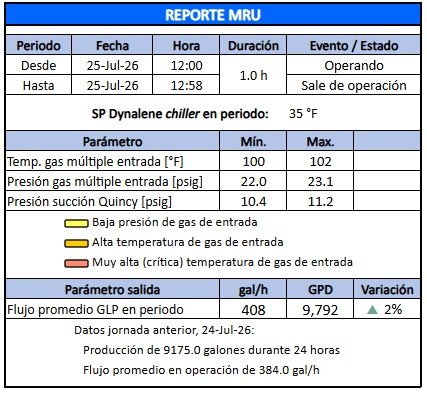 REPORTE MRU
Periodo Fecha Hora Duración Evento / Estado
Desde 25-Jul-26 12:00 1.0 h Operando
Hasta 25-Jul-26 12:58 Sale de operación
SP Dynalene chiller en periodo: 35 °F
Parámetro Mín. Max.
Temp. gas múltiple entrada [°F] 100 102
Presión gas múltiple entrada [psig] 22.0 23.1
Presión succión Quincy [psig] 10.4 11.2
Baja presión de gas de entrada
Alta temperatura de gas de entrada
Muy alta (crítica) temperatura de gas de entrada
Parámetro salida gal/h GPD Variación
Flujo promedio GLP en periodo 408 9,792 ▲ 2%
Datos jornada anterior, 24-Jul-26:
Producción de 9175.0 galones durante 24 horas
Flujo promedio en operación de 384.0 gal/h